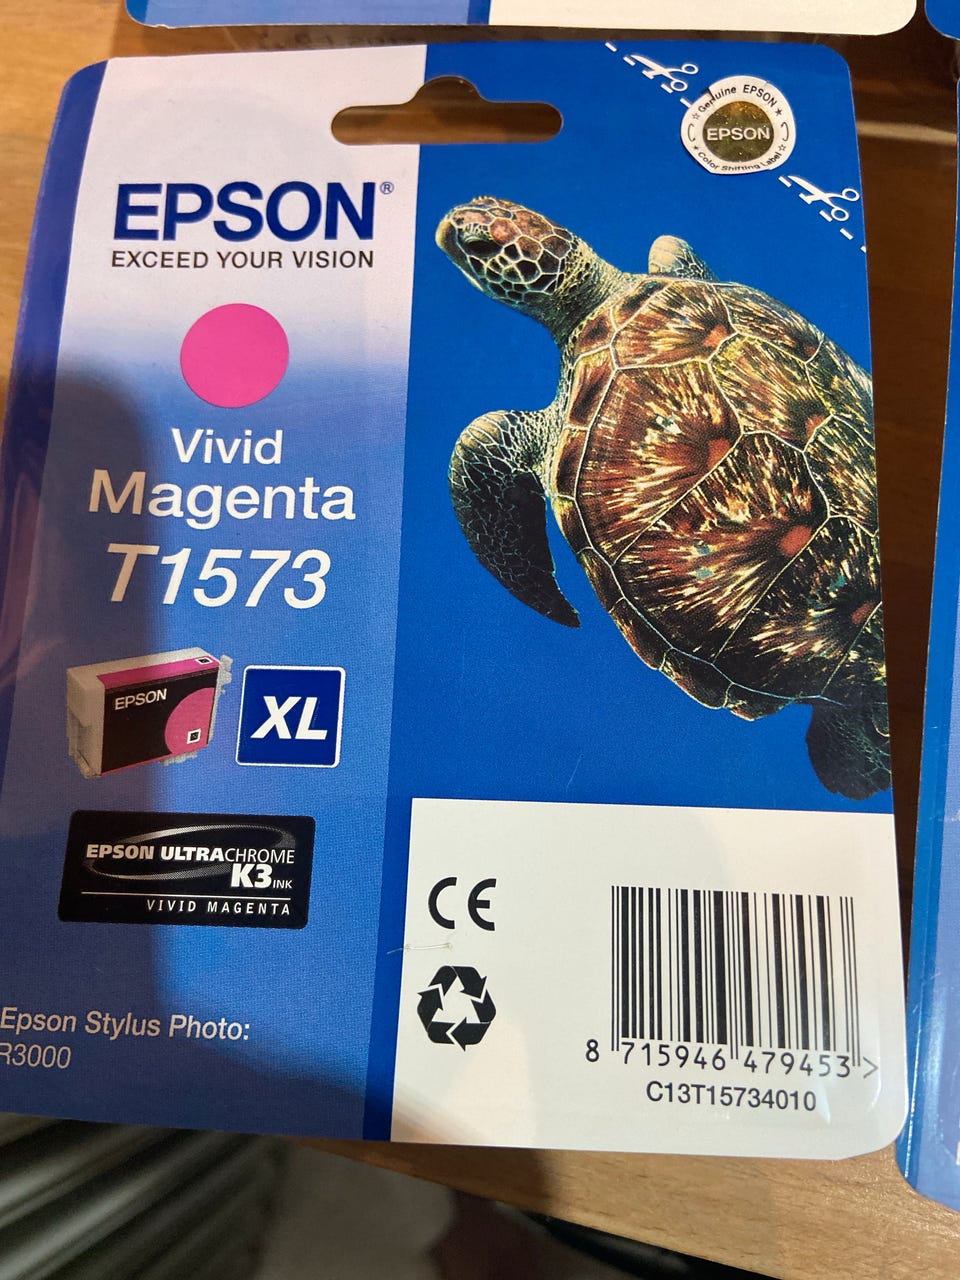 Genuine EPSON
EPSON
Color Shifting Label
EPSON®
EXCEED YOUR VISION
Vivid
Magenta
T1573
EPSON
XL
EPSON ULTRACHROME
K3 INK
VIVID MAGENTA
Epson Stylus Photo:
R3000
CE
8 715946 479453 >
C13T15734010